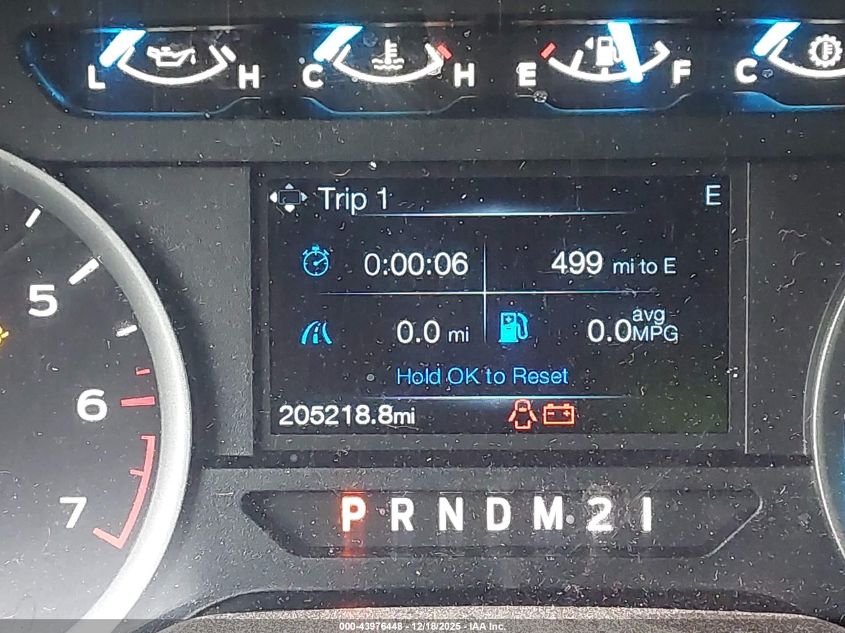 L H C H E F C
Trip 1 E
0:00:06 499 mi to E
0.0 mi 0.0 avg MPG
Hold OK to Reset
205218.8mi
5
6
7
P R N D M 2 1
000-43976448 - 12/18/2025 - IAA Inc.